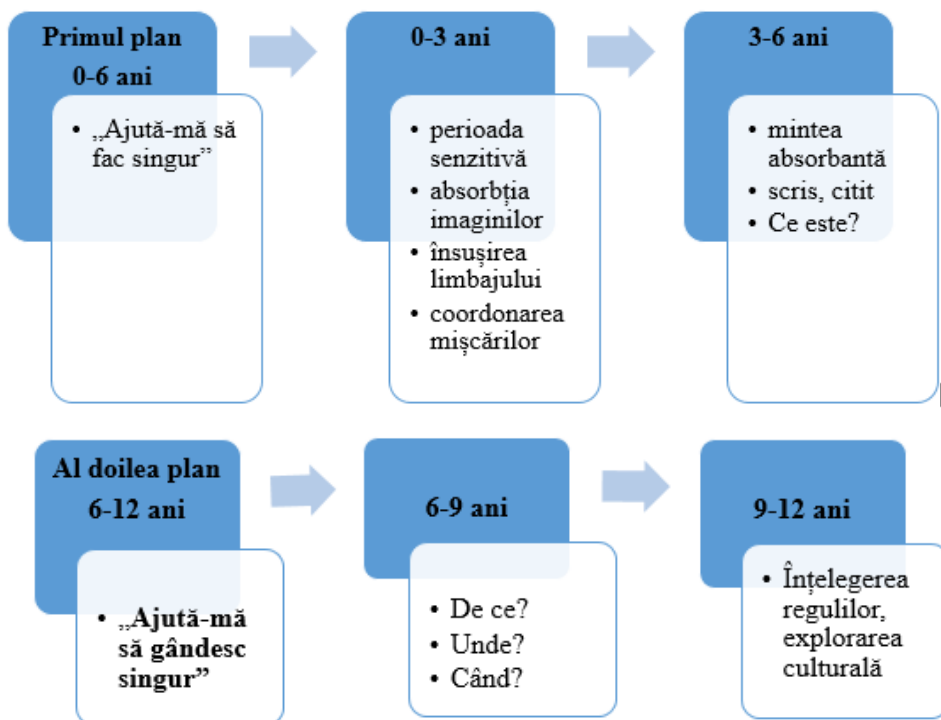 Primul plan
0-6 ani
• „Ajută-mă să
fac singur”
0-3 ani
• perioada
senzitivă
• absorbția
imaginilor
• însușirea
limbajului
• coordonarea
mișcărilor
3-6 ani
• mintea
absorbantă
• scris, citit
• Ce este?
Al doilea plan
6-12 ani
• „Ajută-mă
să gândesc
singur”
6-9 ani
• De ce?
• Unde?
• Când?
9-12 ani
• Înțelegerea
regulilor,
explorarea
culturală